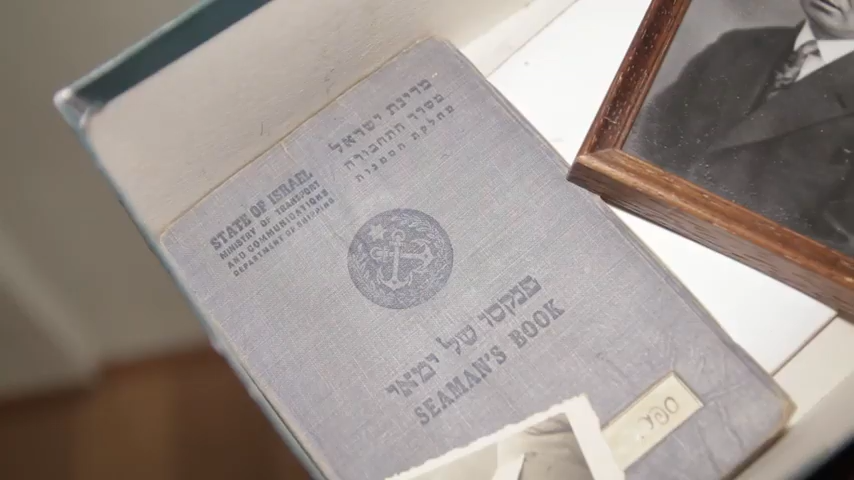 מדינת ישראל
משרד התחבורה
מחלקת הספנות
STATE OF ISRAEL
MINISTRY OF TRANSPORT
AND COMMUNICATIONS
DEPARTMENT OF SHIPPING
פנקסו של ימאי
SEAMAN'S BOOK